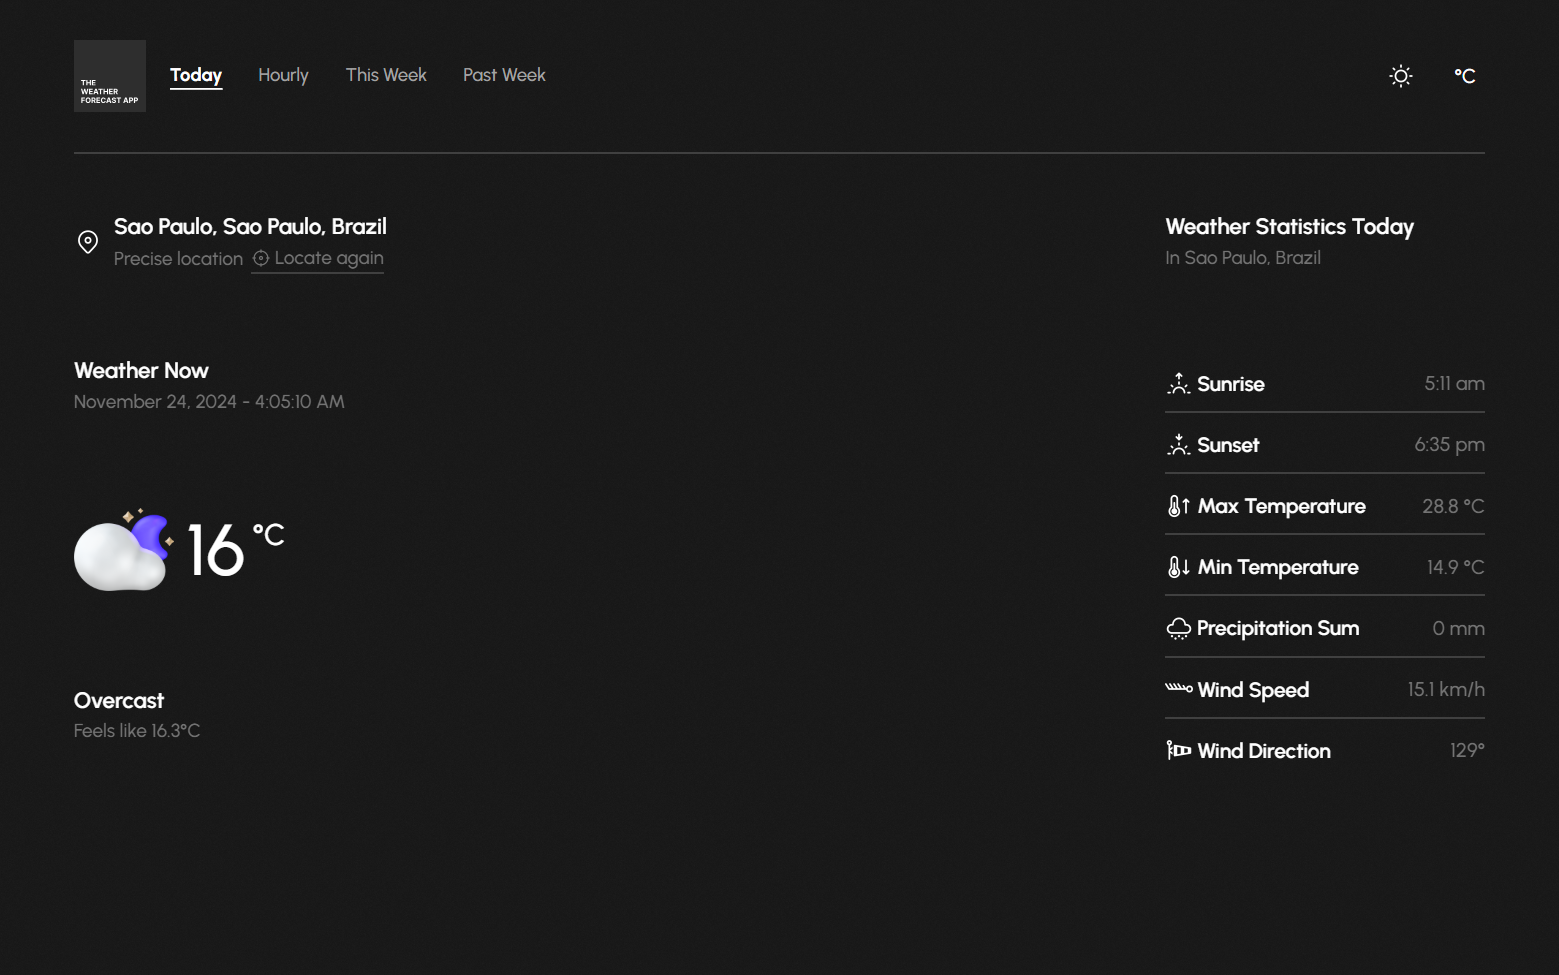 THE
WEATHER
FORECAST APP
Today
Hourly
This Week
Past Week
°C
Sao Paulo, Sao Paulo, Brazil
Precise location
Locate again
Weather Now
November 24, 2024 - 4:05:10 AM
16 °C
Overcast
Feels like 16.3°C
Weather Statistics Today
In Sao Paulo, Brazil
Sunrise 5:11 am
Sunset 6:35 pm
Max Temperature 28.8 °C
Min Temperature 14.9 °C
Precipitation Sum 0 mm
Wind Speed 15.1 km/h
Wind Direction 129°